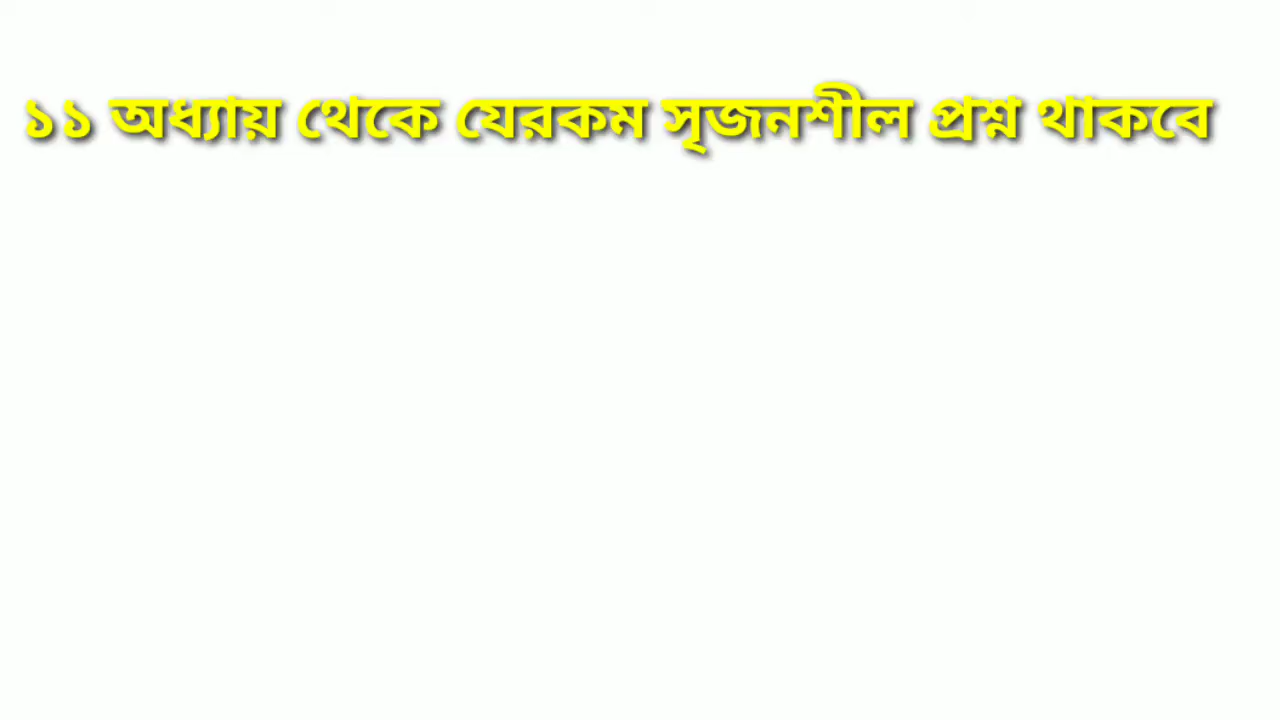 ১১ অধ্যায় থেকে যেরকম সৃজনশীল প্রশ্ন থাকবে